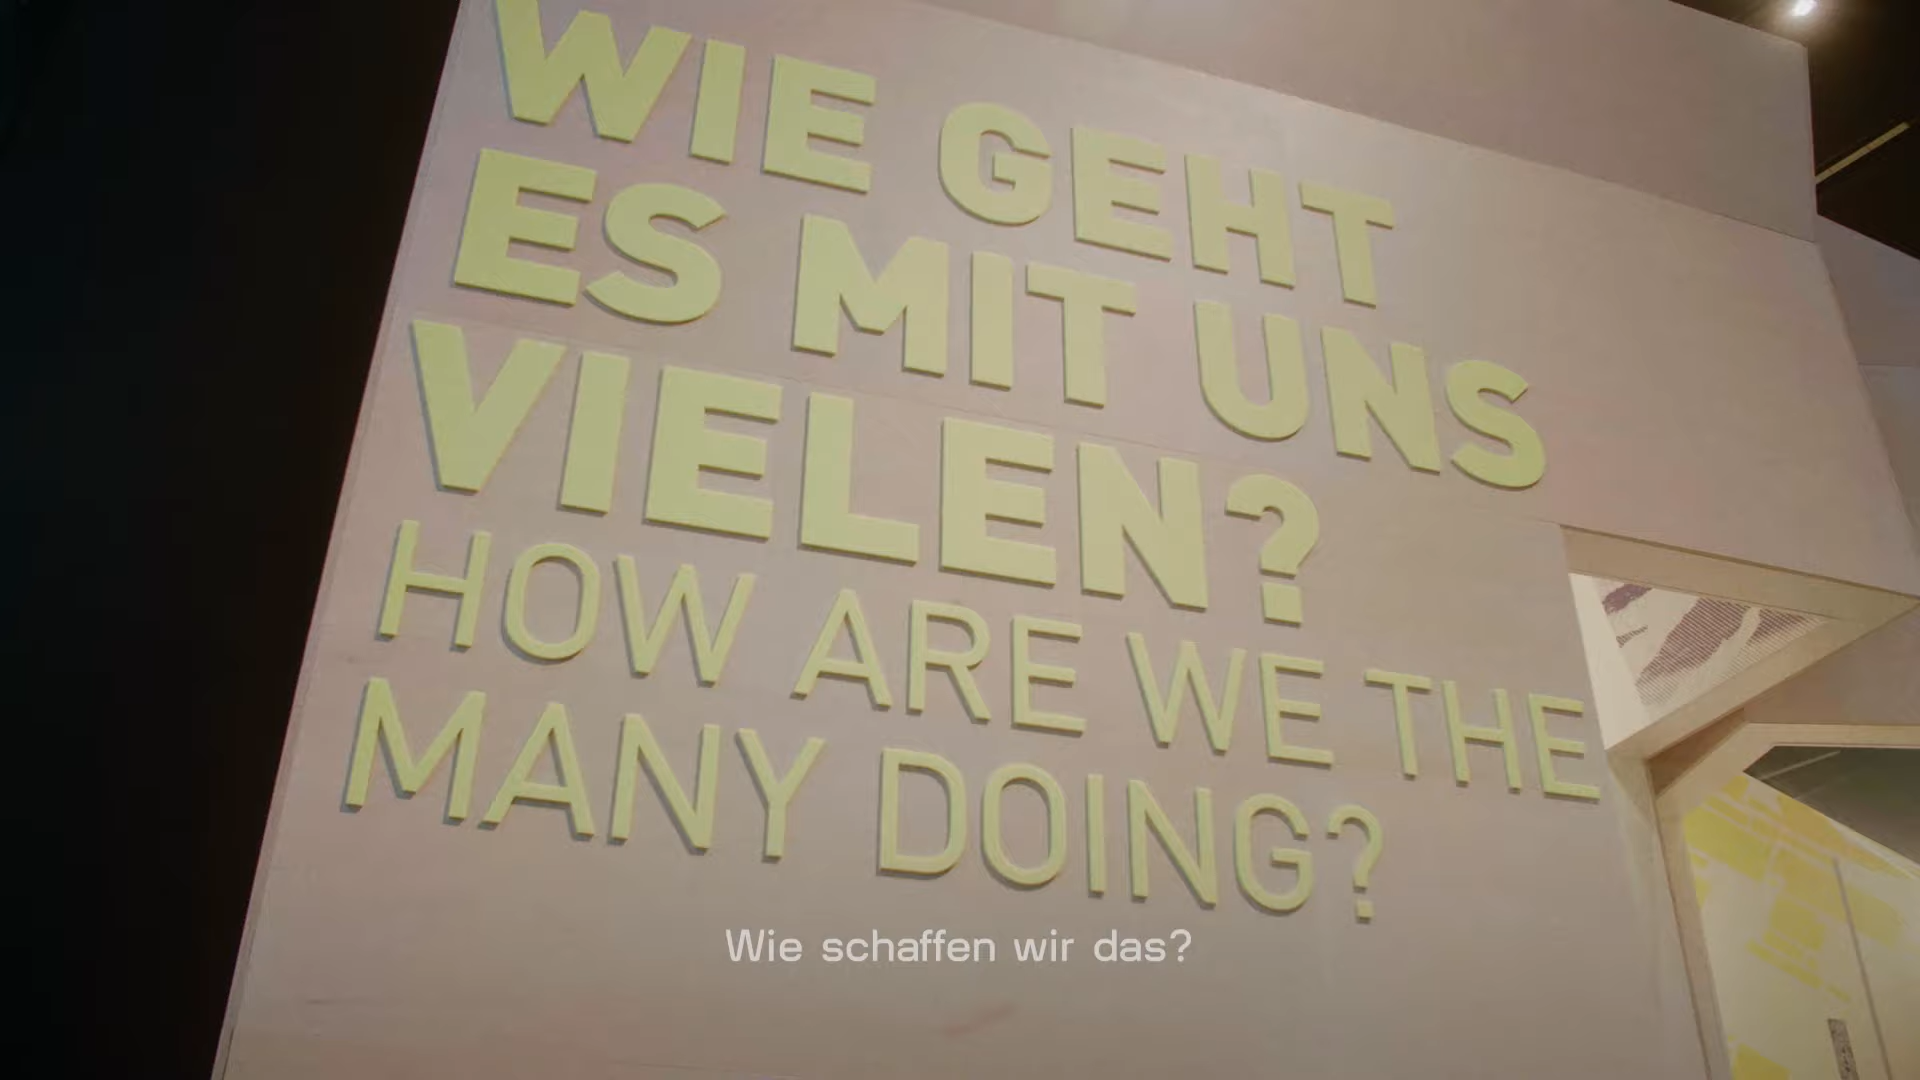 WIE GEHT
ES MIT UNS
VIELEN?
HOW ARE WE THE
MANY DOING?
Wie schaffen wir das?